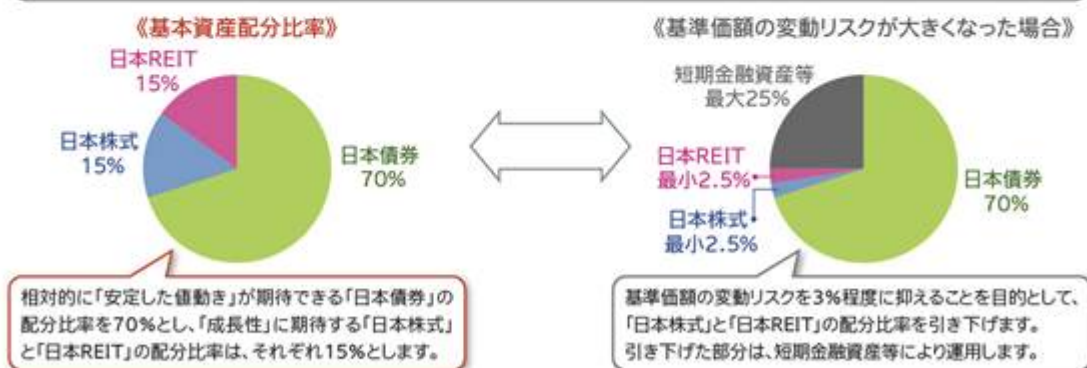 《基本資産配分比率》
日本REIT
15%
日本株式
15%
日本債券
70%
相対的に「安定した値動き」が期待できる「日本債券」の
配分比率を70%とし、「成長性」に期待する「日本株式」
と「日本REIT」の配分比率は、それぞれ15%とします。
《基準価額の変動リスクが大きくなった場合》
短期金融資産等
最大25%
日本REIT
最小2.5%
日本株式
最小2.5%
日本債券
70%
基準価額の変動リスクを3%程度に抑えることを目的として、
「日本株式」と「日本REIT」の配分比率を引き下げます。
引き下げた部分は、短期金融資産等により運用します。